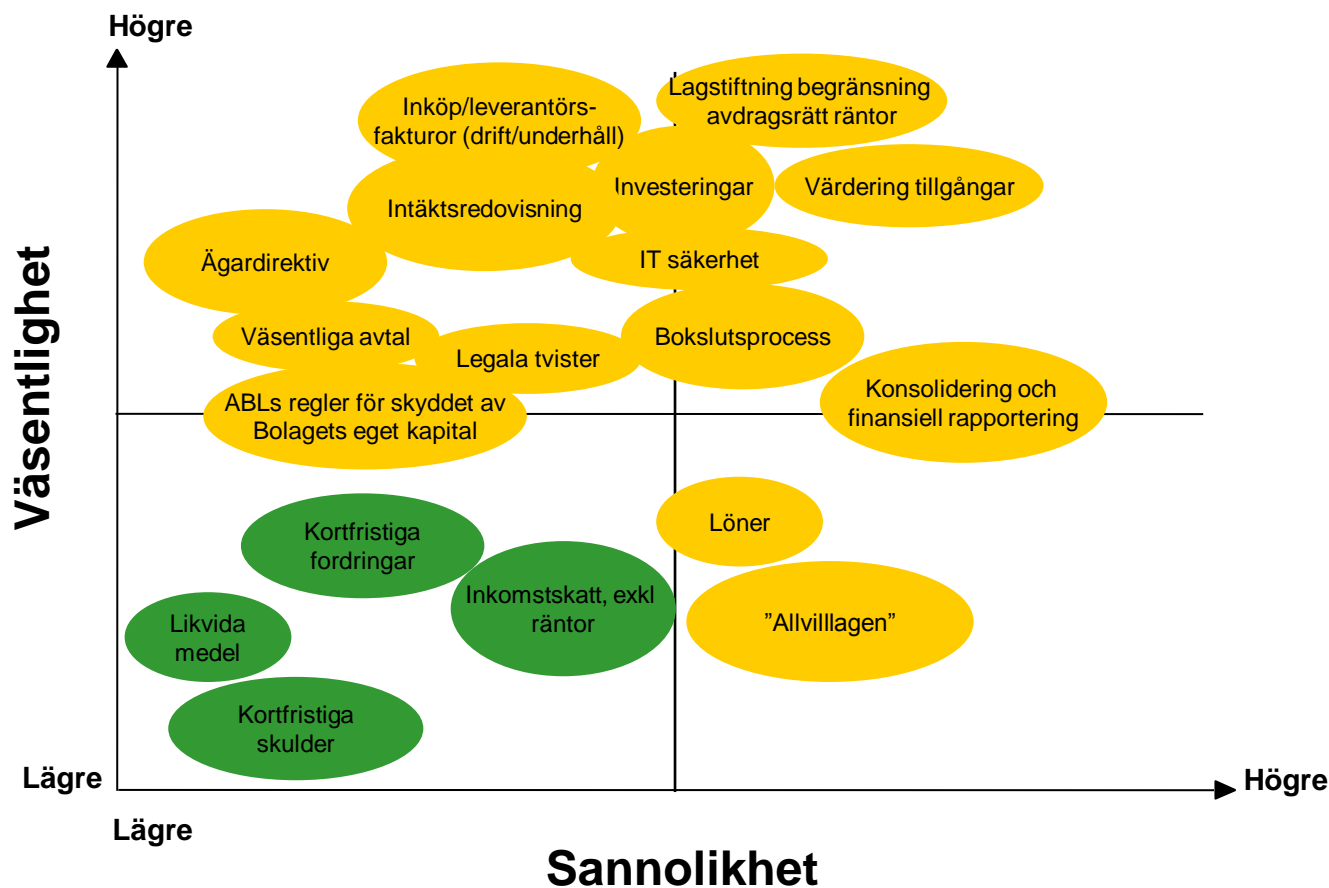 Högre
Lagstiftning begränsning
avdragsrätt räntor
Inköp/leverantörs-
fakturor (drift/underhåll)
Investeringar
Värdering tillgångar
Intäktsredovisning
Ägardirektiv
IT säkerhet
Väsentliga avtal
Legala tvister
Bokslutsprocess
Konsolidering och
finansiell rapportering
ABLs regler för skyddet av
Bolagets eget kapital
Väsentlighet
Kortfristiga
fordringar
Löner
Inkomstskatt, exkl
räntor
”Allvilllagen”
Likvida
medel
Kortfristiga
skulder
Lägre
Högre
Lägre
Sannolikhet